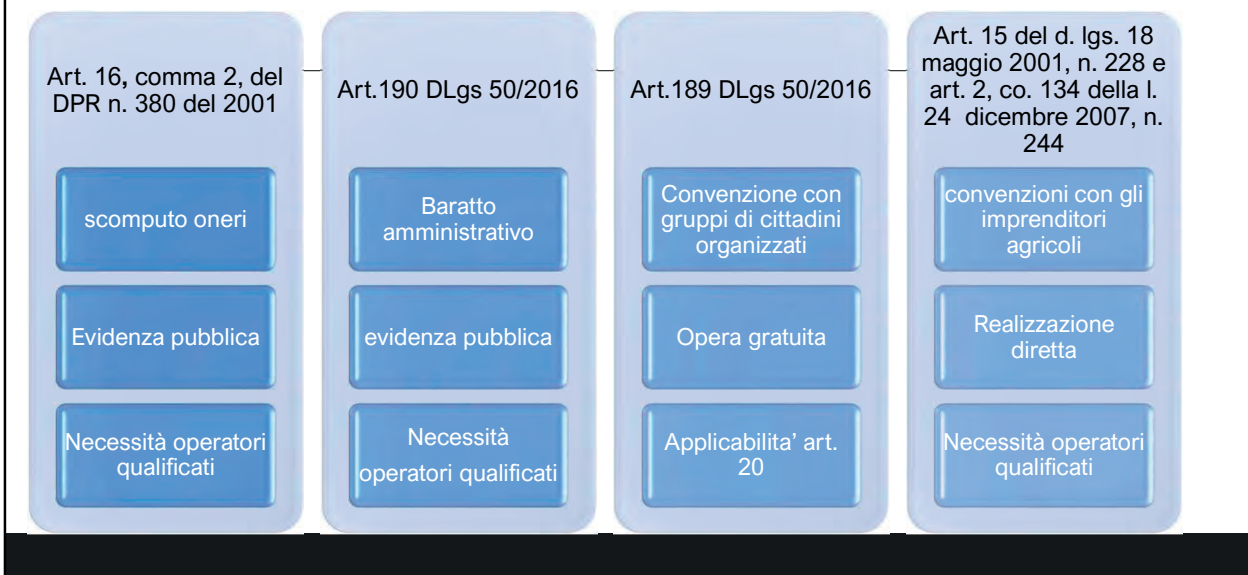 Art. 16, comma 2, del
DPR n. 380 del 2001
scomputo oneri
Evidenza pubblica
Necessità operatori
qualificati
Art.190 DLgs 50/2016
Baratto
amministrativo
evidenza pubblica
Necessità
operatori qualificati
Art.189 DLgs 50/2016
Convenzione con
gruppi di cittadini
organizzati
Opera gratuita
Applicabilita’ art.
20
Art. 15 del d. lgs. 18
maggio 2001, n. 228 e
art. 2, co. 134 della l.
24 dicembre 2007, n.
244
convenzioni con gli
imprenditori
agricoli
Realizzazione
diretta
Necessità operatori
qualificati